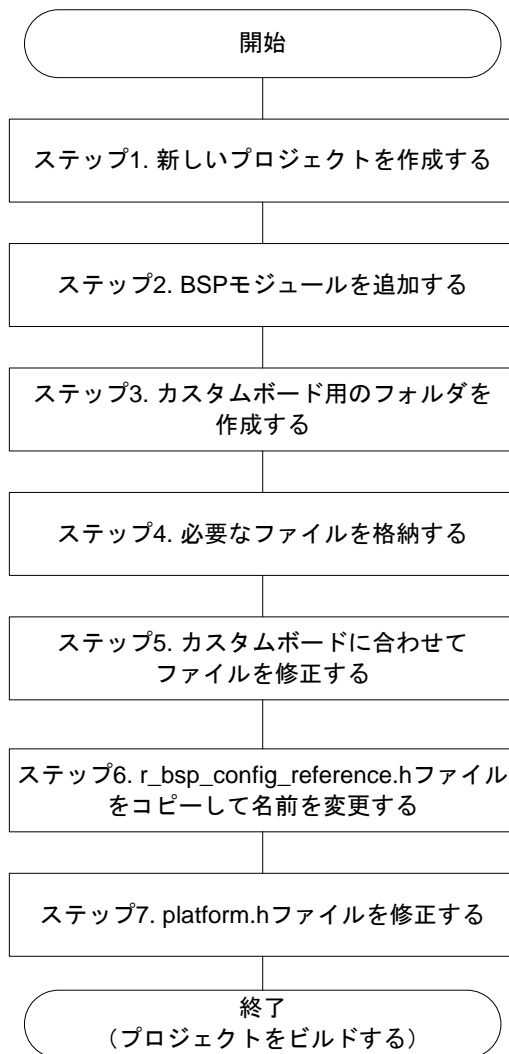 開始
ステップ1. 新しいプロジェクトを作成する
ステップ2. BSPモジュールを追加する
ステップ3. カスタムボード用のフォルダを
作成する
ステップ4. 必要なファイルを格納する
ステップ5. カスタムボードに合わせて
ファイルを修正する
ステップ6. r_bsp_config_reference.hファイル
をコピーして名前を変更する
ステップ7. platform.hファイルを修正する
終了
（プロジェクトをビルドする）